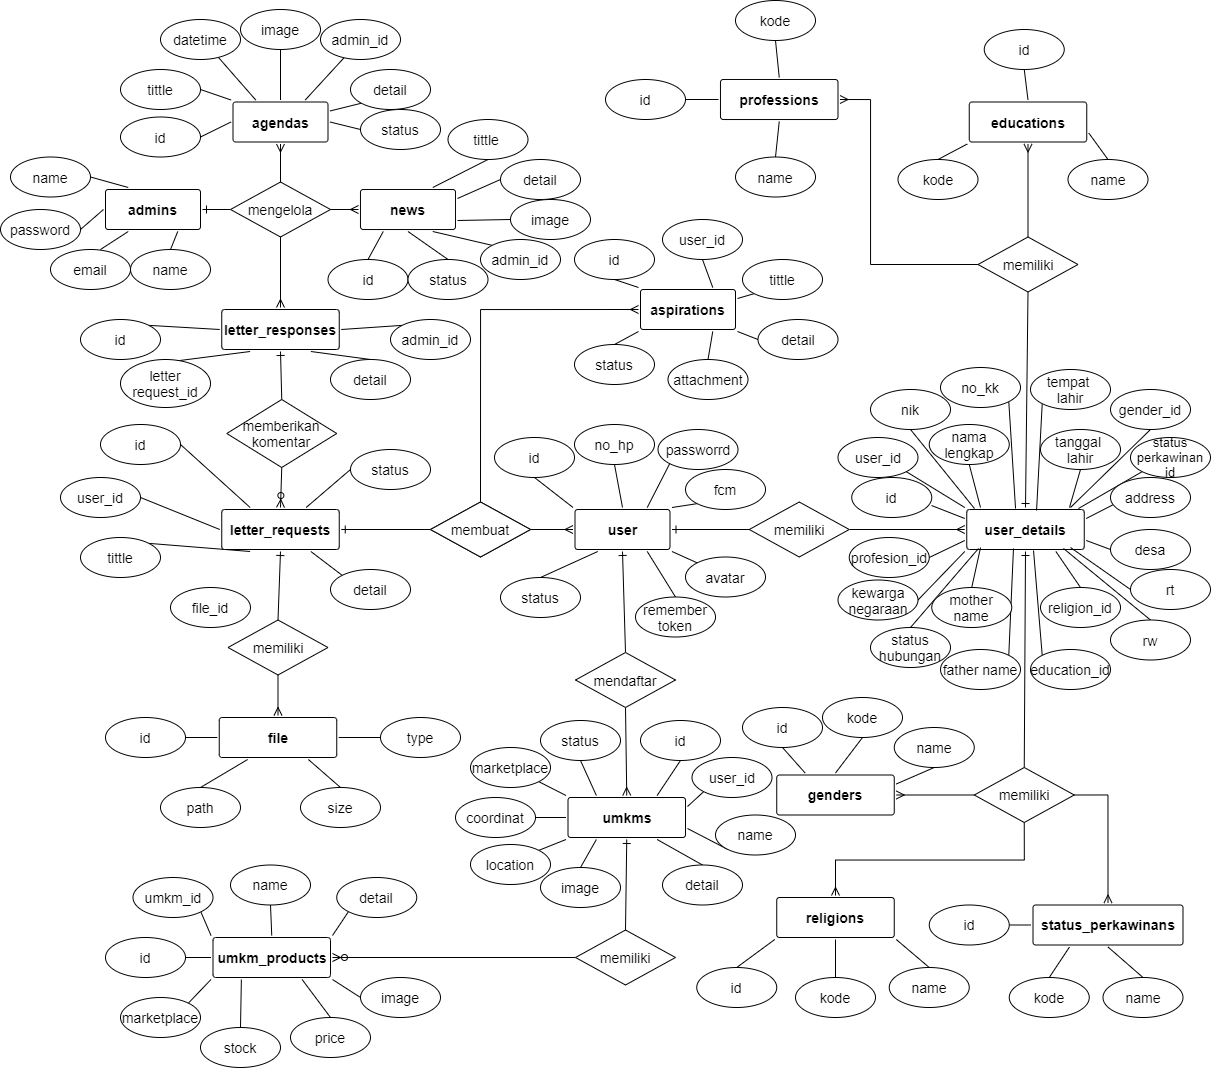 kode
image
datetime
admin_id
id
tittle
detail
id
professions
agendas
educations
id
status
tittle
name
kode
name
name
detail
admins
mengelola
news
image
password
user_id
email
name
id
status
admin_id
id
tittle
memiliki
aspirations
letter_responses
id
admin_id
detail
status
letter
request_id
detail
attachment
no_kk
tempat
lahir
nik
gender_id
memberikan
komentar
id
no_hp
passworrd
nama
lengkap
tanggal
lahir
status
perkawinan
id
id
user_id
status
fcm
user_id
id
address
letter_requests
membuat
user
memiliki
user_details
tittle
profesion_id
desa
detail
avatar
rt
status
kewarga
negaraan
mother
name
religion_id
file_id
remember
token
rw
status
hubungan
memiliki
father name
education_id
mendaftar
id
file
type
status
id
id
kode
name
marketplace
user_id
path
size
coordinat
umkms
genders
memiliki
name
location
image
detail
umkm_id
name
detail
religions
id
status_perkawinans
id
umkm_products
memiliki
id
kode
name
kode
name
marketplace
image
stock
price